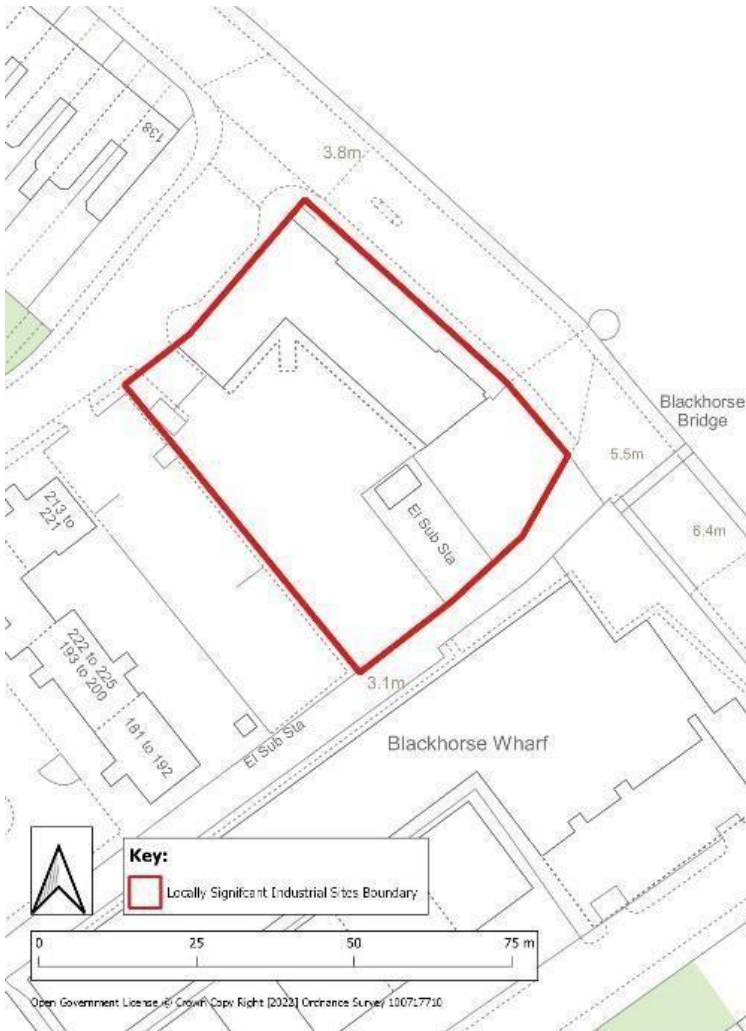 138
3.8m
Blackhorse
Bridge
5.5m
6.4m
El Sub Sta
213 to
221
222 to 225
193 to 200
181 to 192
3.1m
El Sub Sta
Blackhorse Wharf
Key:
Locally Signifcant Industrial Sites Boundary
0 25 50 75 m
Open Government License, © Crown Copy Right [2022] Ordnance Survey 100717710